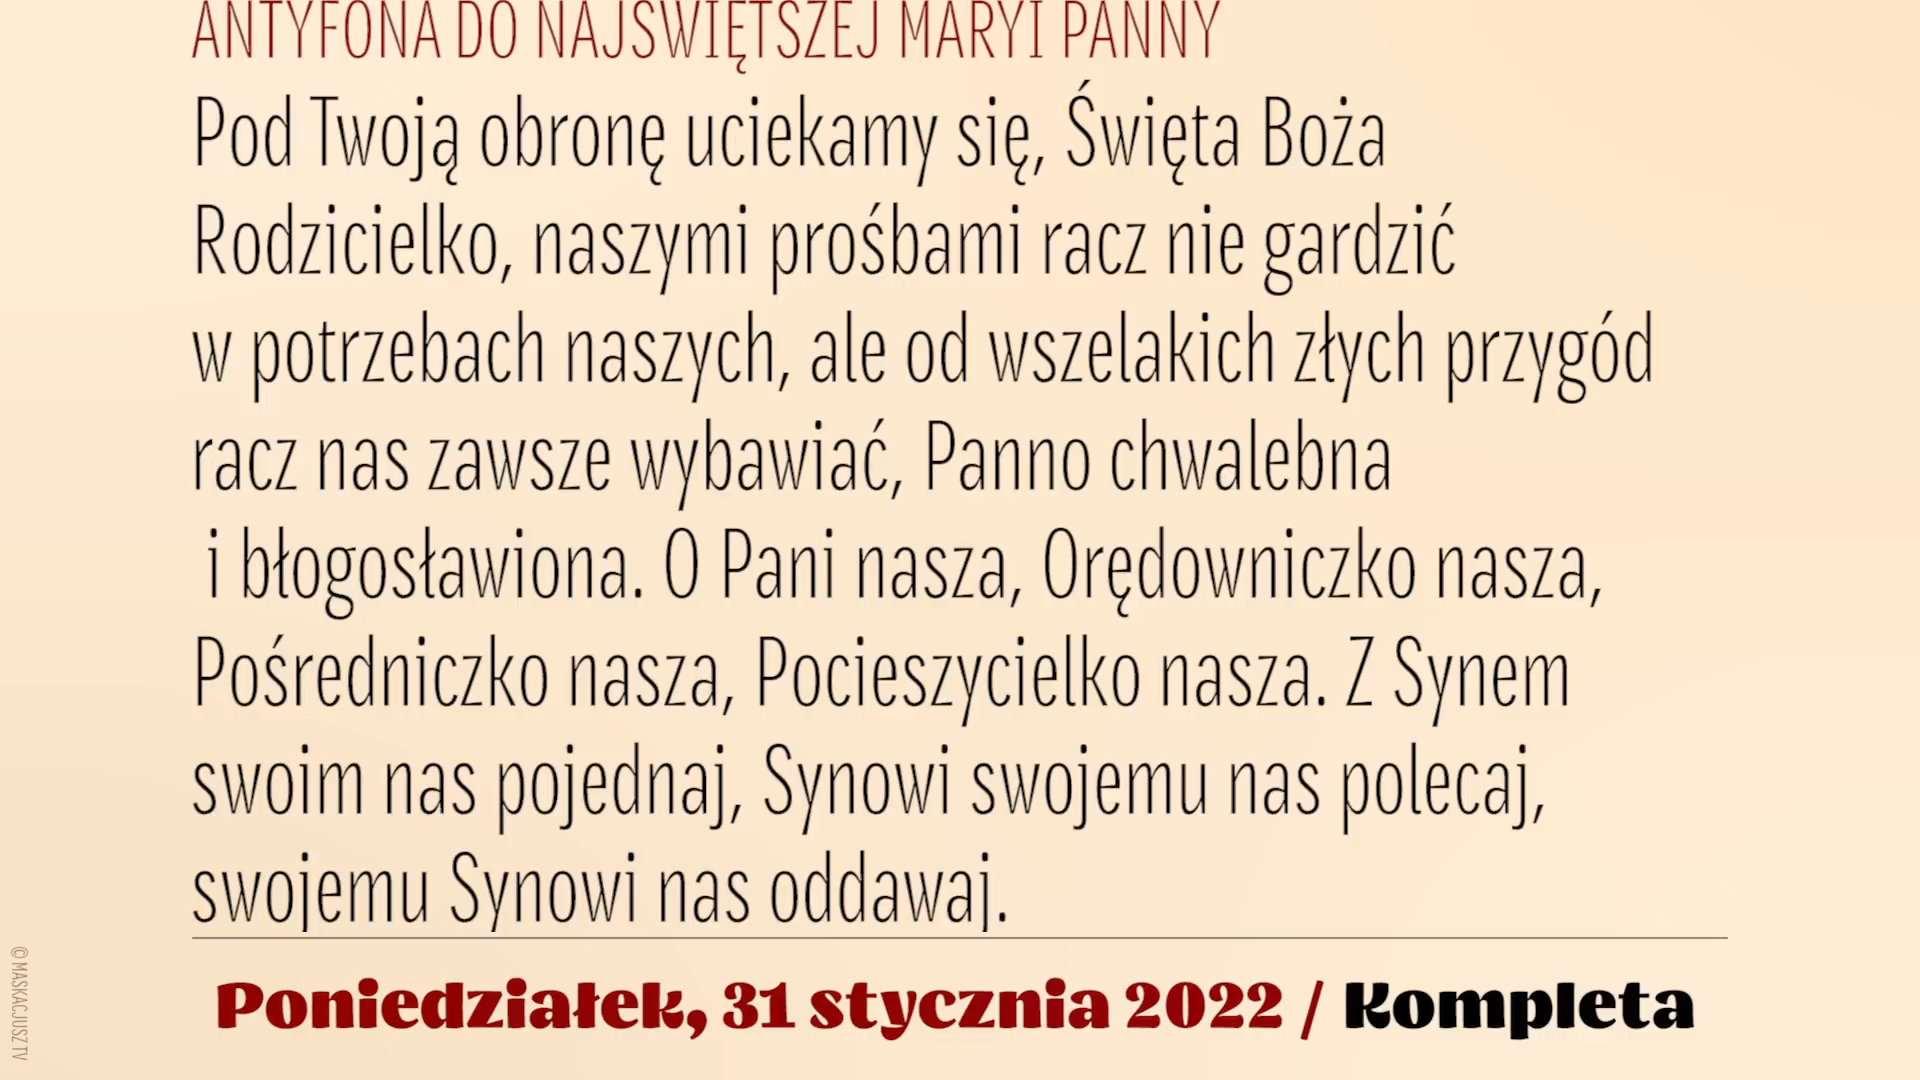 ANTYFONA DO NAJŚWIĘTSZEJ MARYI PANNY
Pod Twoją obronę uciekamy się, Święta Boża
Rodzicielko, naszymi prośbami racz nie gardzić
w potrzebach naszych, ale od wszelakich złych przygód
racz nas zawsze wybawiać, Panno chwalebna
i błogosławiona. O Pani nasza, Orędowniczko nasza,
Pośredniczko nasza, Pocieszycielko nasza. Z Synem
swoim nas pojednaj, Synowi swojemu nas polecaj,
swojemu Synowi nas oddawaj.
Poniedziałek, 31 stycznia 2022 / Kompleta
© MASKACJUSZ TV